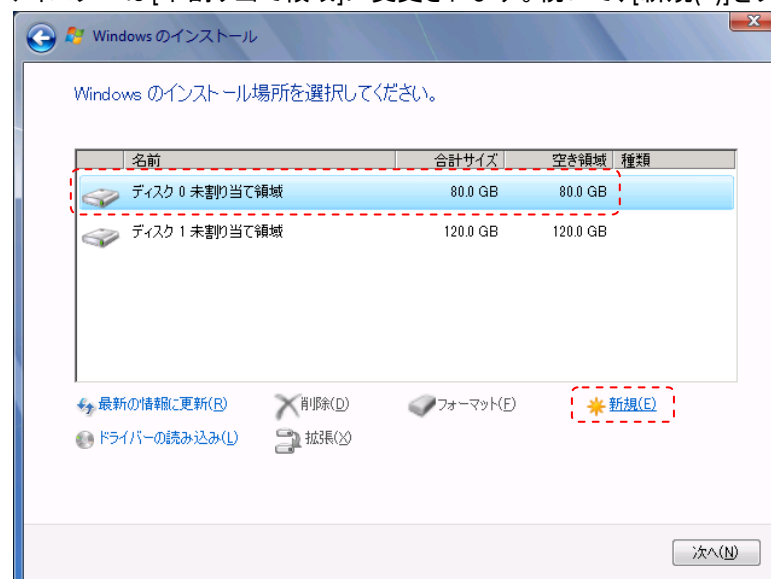 Windows のインストール
Windows のインストール場所を選択してください。
名前 合計サイズ 空き領域 種類
ディスク 0 未割り当て領域 80.0 GB 80.0 GB
ディスク 1 未割り当て領域 120.0 GB 120.0 GB
最新の情報に更新(R) 削除(D) フォーマット(F) 新規(E)
ドライバーの読み込み(L) 拡張(X)
次へ(N)